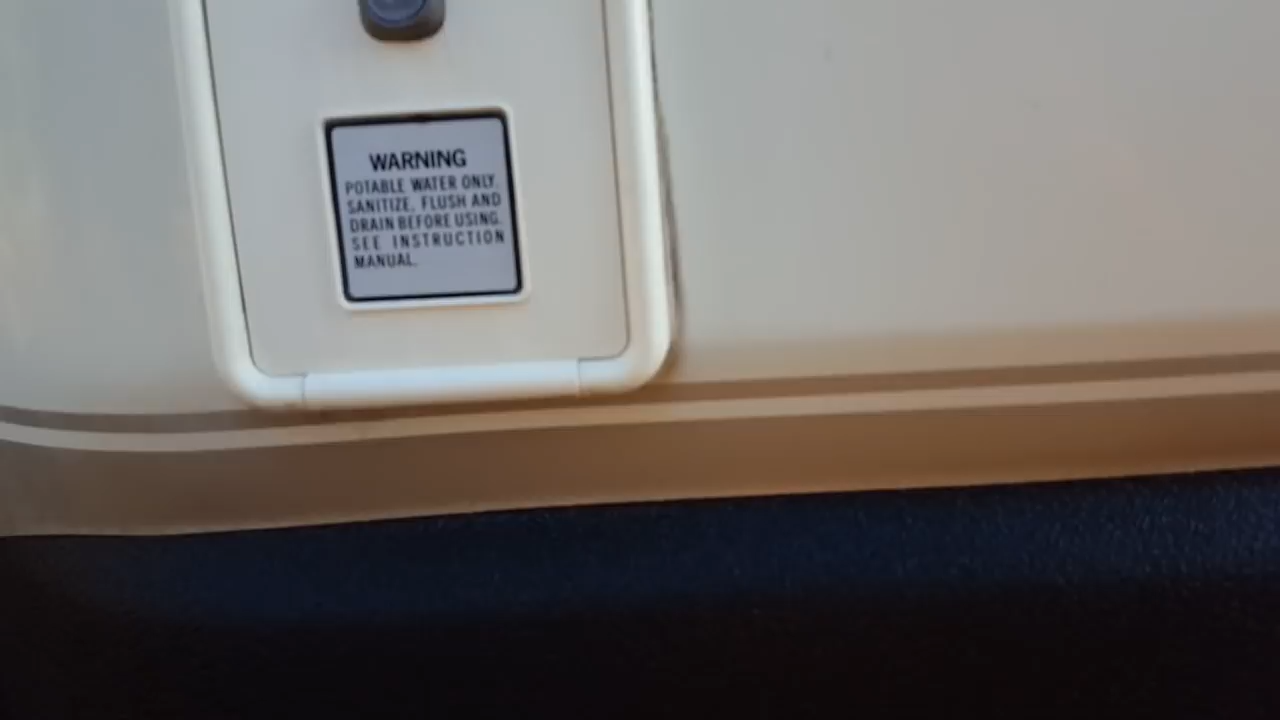 WARNING
POTABLE WATER ONLY.
SANITIZE, FLUSH AND
DRAIN BEFORE USING.
SEE INSTRUCTION
MANUAL.